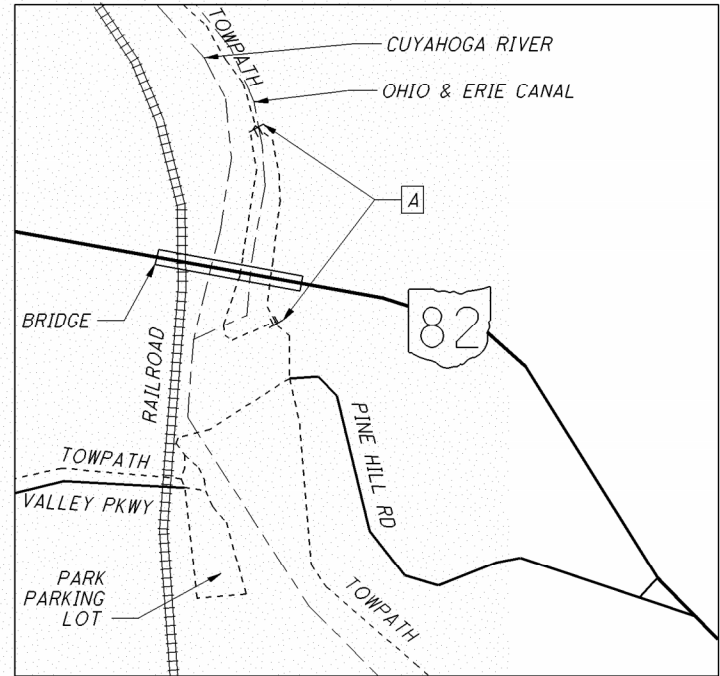 TOWPATH
CUYAHOGA RIVER
OHIO & ERIE CANAL
A
BRIDGE
82
RAILROAD
PINE HILL RD
TOWPATH
VALLEY PKWY
PARK
PARKING
LOT
TOWPATH